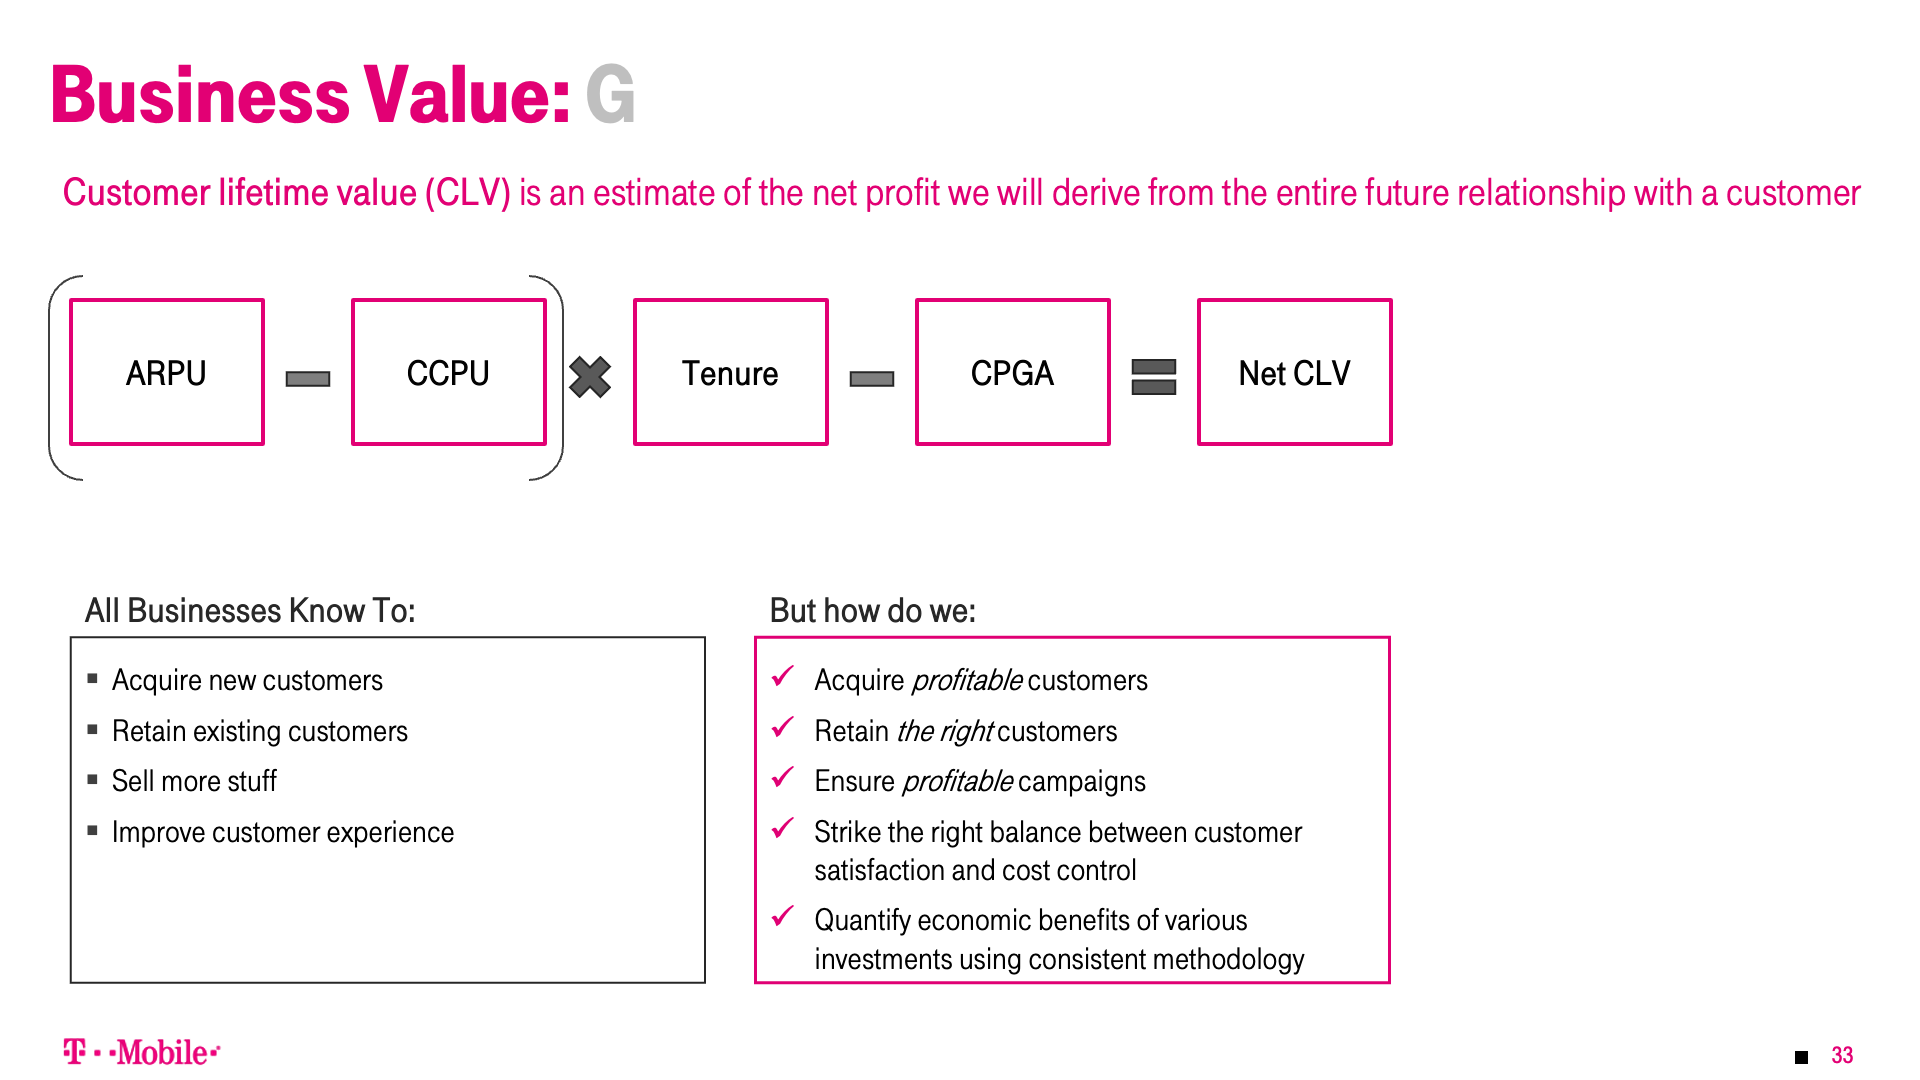 Business Value: G
Customer lifetime value (CLV) is an estimate of the net profit we will derive from the entire future relationship with a customer
ARPU
CCPU
Tenure
CPGA
Net CLV
All Businesses Know To:
Acquire new customers
Retain existing customers
Sell more stuff
Improve customer experience
But how do we:
Acquire profitable customers
Retain the right customers
Ensure profitable campaigns
Strike the right balance between customer
satisfaction and cost control
Quantify economic benefits of various
investments using consistent methodology
T··Mobile·
33